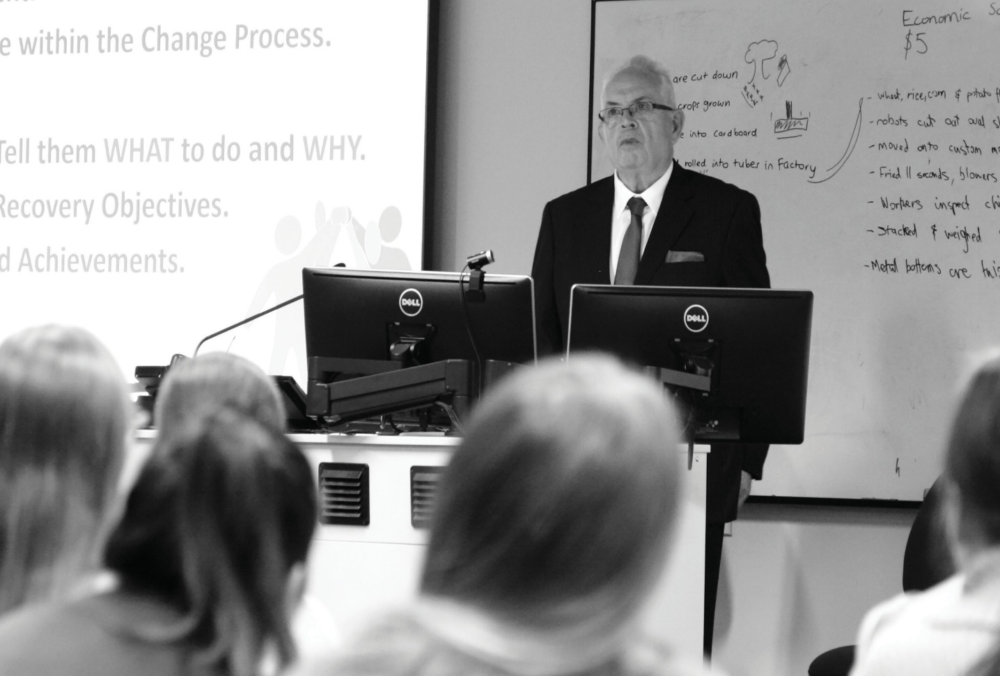 e within the Change Process.
Tell them WHAT to do and WHY.
Recovery Objectives.
d Achievements.
DELL
DELL
are cut down
crops grown
e into cardboard
rolled into tubes in factory
Economic
$5
- wheat, rice, corn & potato
- robots cut out oval
- moved onto custom
- Fried 11 seconds, blowers
- Workers inspect
- Stacked & weighed
- Metal bottoms are